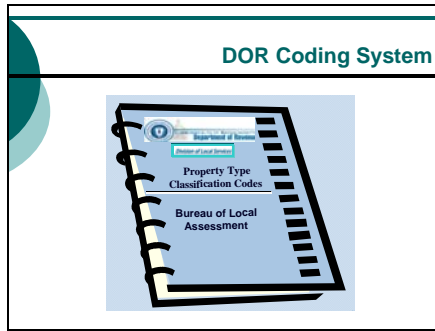 DOR Coding System
Department of Revenue
Division of Local Services
Property Type
Classification Codes
Bureau of Local
Assessment